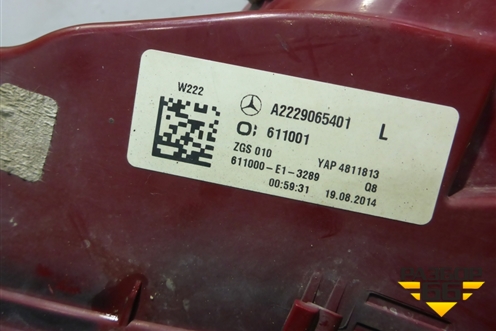 W222
A2229065401 L
611001
ZGS 010 YAP 4811813
611000-E1-3289 Q8
00:59:31 19.08.2014